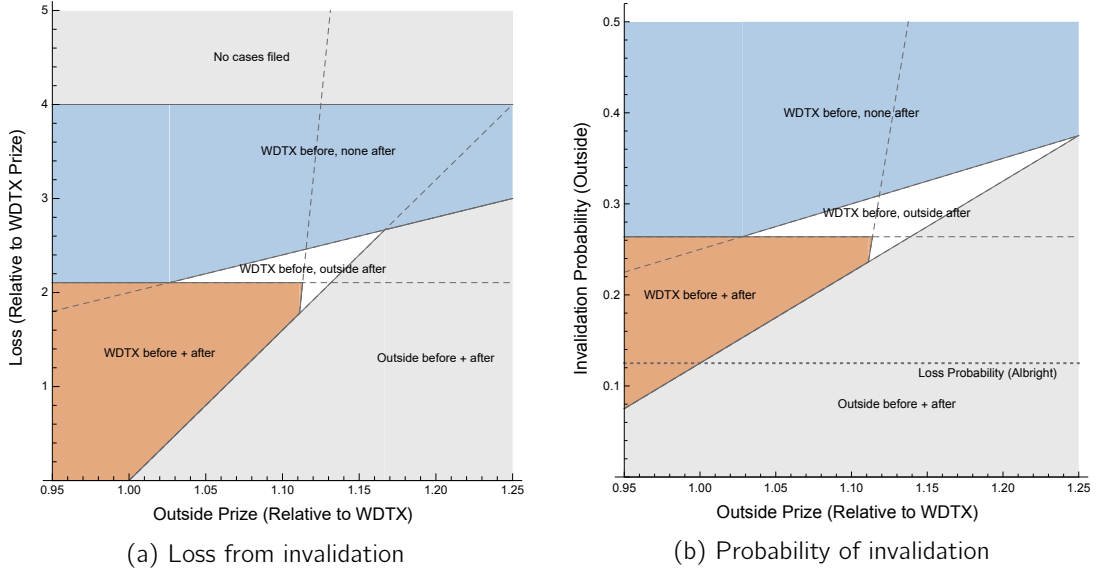 5
4
3
2
1
0.95
1.00
1.05
1.10
1.15
1.20
1.25
Loss (Relative to WDTX Prize)
Outside Prize (Relative to WDTX)
No cases filed
WDTX before, none after
WDTX before, outside after
WDTX before + after
Outside before + after
(a) Loss from invalidation
0.5
0.4
0.3
0.2
0.1
0.95
1.00
1.05
1.10
1.15
1.20
1.25
Invalidation Probability (Outside)
Outside Prize (Relative to WDTX)
WDTX before, none after
WDTX before, outside after
WDTX before + after
Loss Probability (Albright)
Outside before + after
(b) Probability of invalidation